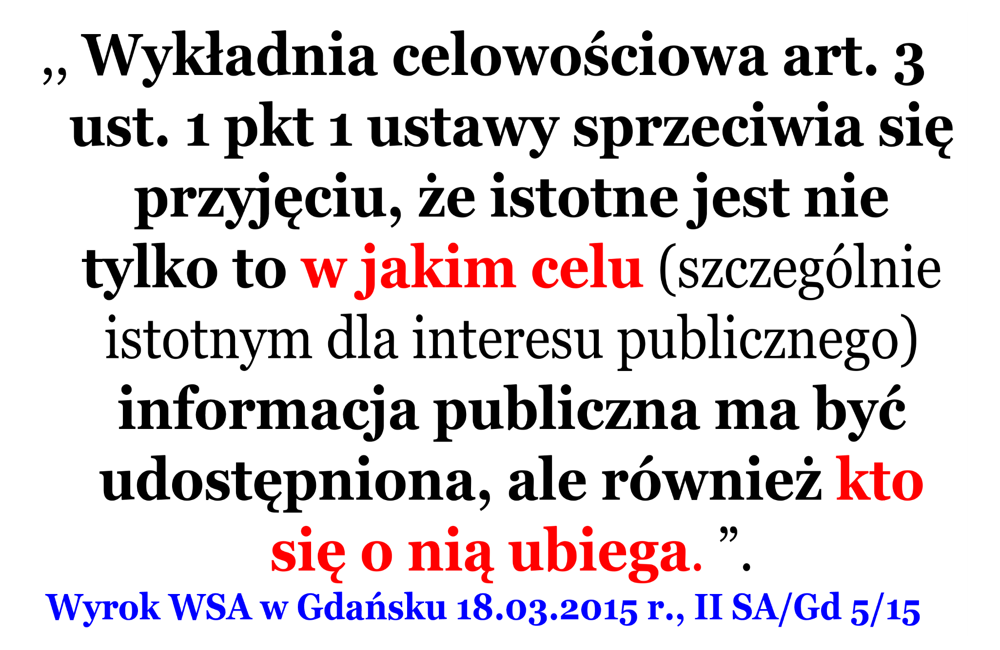 ,, Wykładnia celowościowa art. 3
ust. 1 pkt 1 ustawy sprzeciwia się
przyjęciu, że istotne jest nie
tylko to w jakim celu (szczególnie
istotnym dla interesu publicznego)
informacja publiczna ma być
udostępniona, ale również kto
się o nią ubiega. ”.
Wyrok WSA w Gdańsku 18.03.2015 r., II SA/Gd 5/15